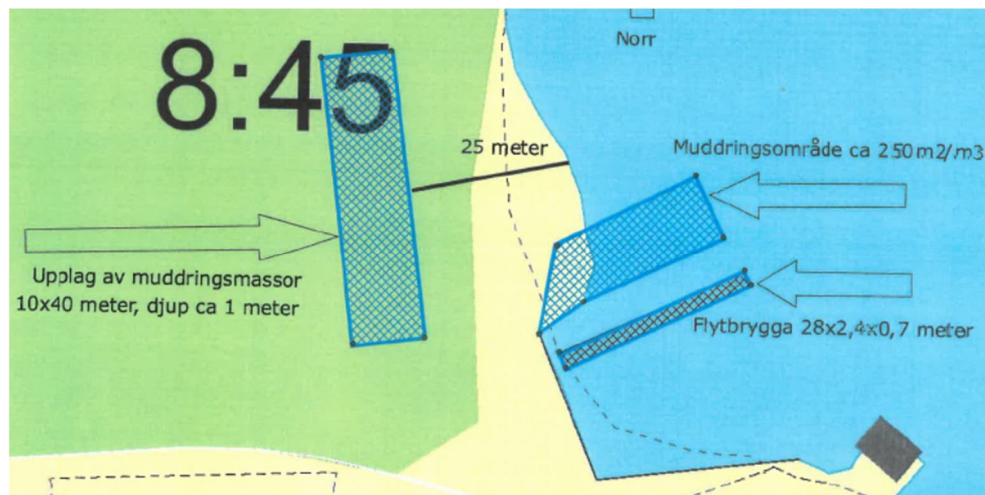 Norr
8:45
25 meter
Muddringsområde ca 250m2/m3
Upplag av muddringsmassor
10x40 meter, djup ca 1 meter
Flytbrygga 28x2,4x0,7 meter